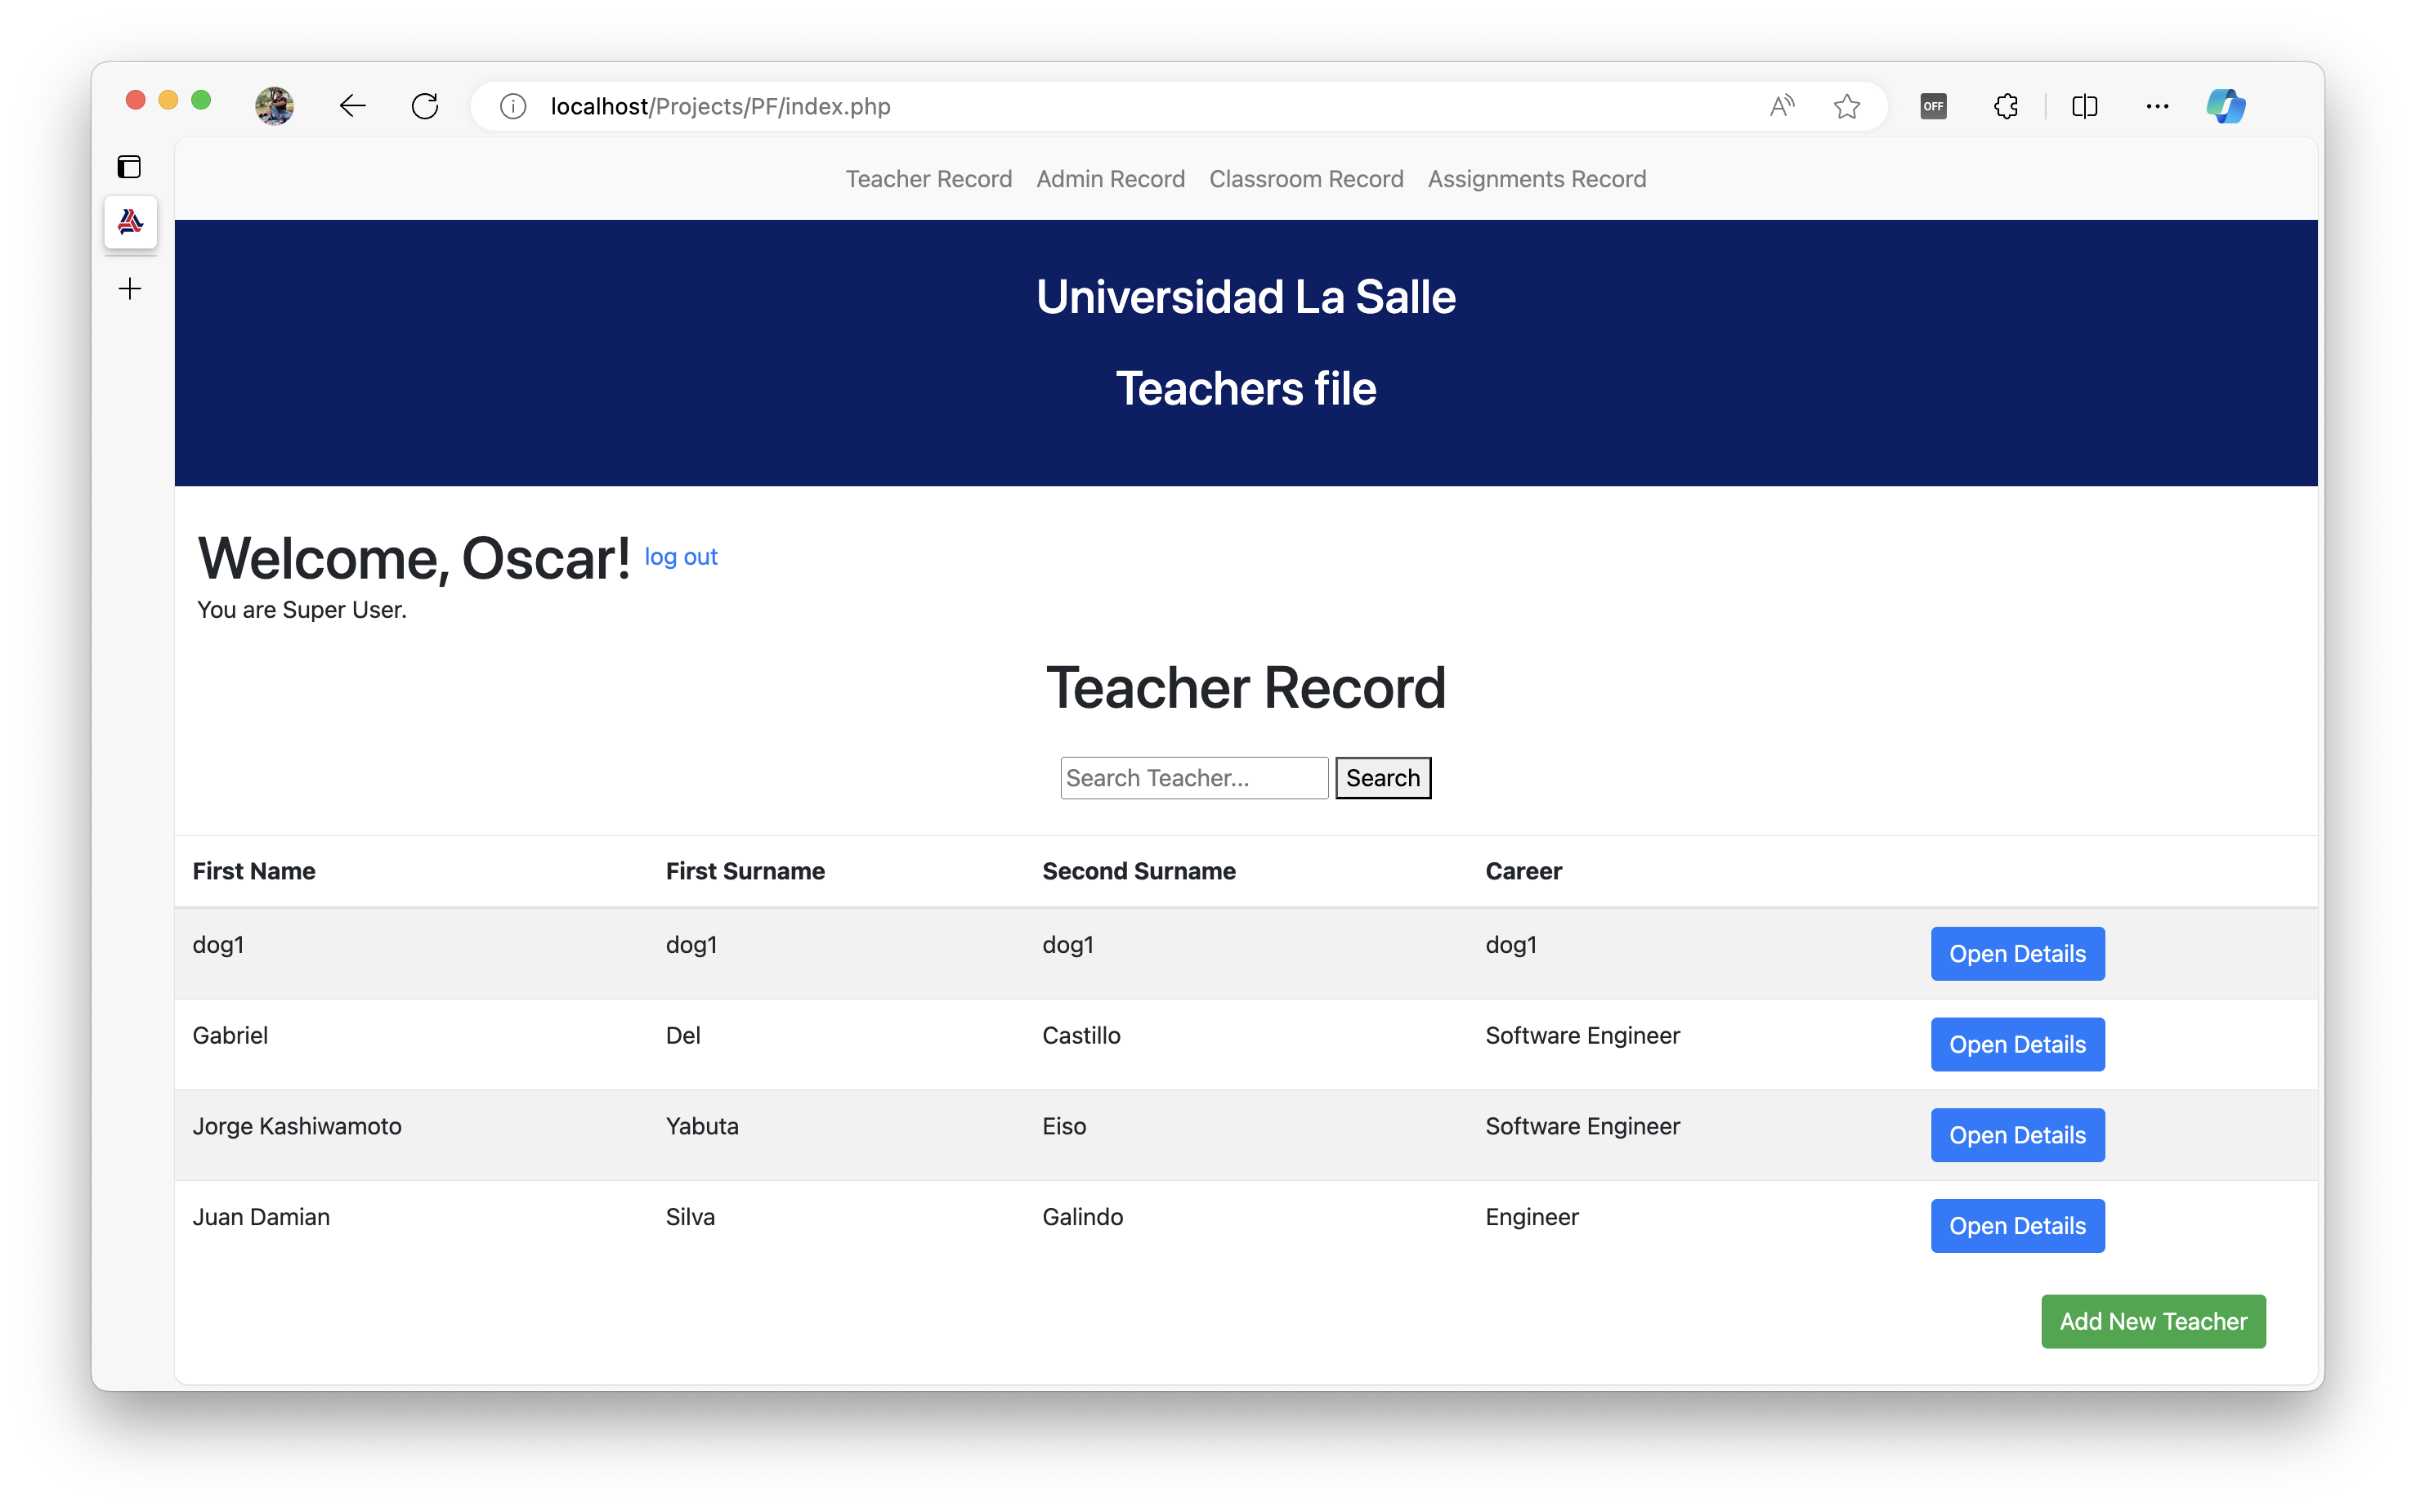 localhost/Projects/PF/index.php
OFF
Teacher Record Admin Record Classroom Record Assignments Record
Universidad La Salle
Teachers file
Welcome, Oscar! log out
You are Super User.
Teacher Record
Search Teacher... Search
First Name First Surname Second Surname Career
dog1 dog1 dog1 dog1 Open Details
Gabriel Del Castillo Software Engineer Open Details
Jorge Kashiwamoto Yabuta Eiso Software Engineer Open Details
Juan Damian Silva Galindo Engineer Open Details
Add New Teacher